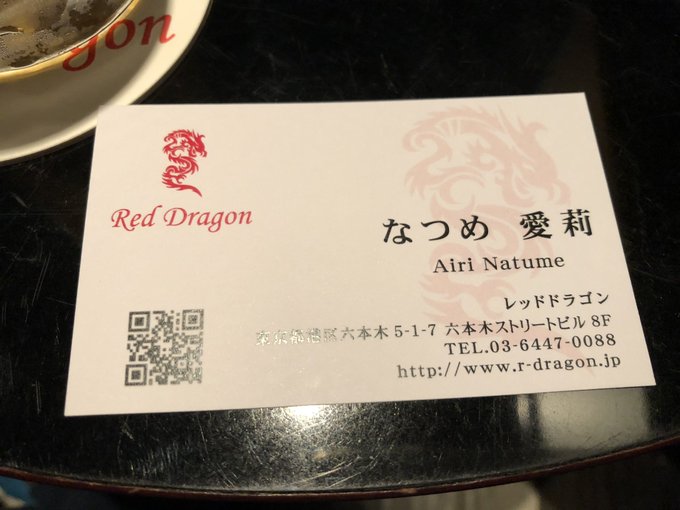 gon
Red Dragon
なつめ 愛莉
Airi Natume
レッドドラゴン
東京都港区六本木5-1-7 六本木ストリートビル 8F
TEL.03-6447-0088
http://www.r-dragon.jp